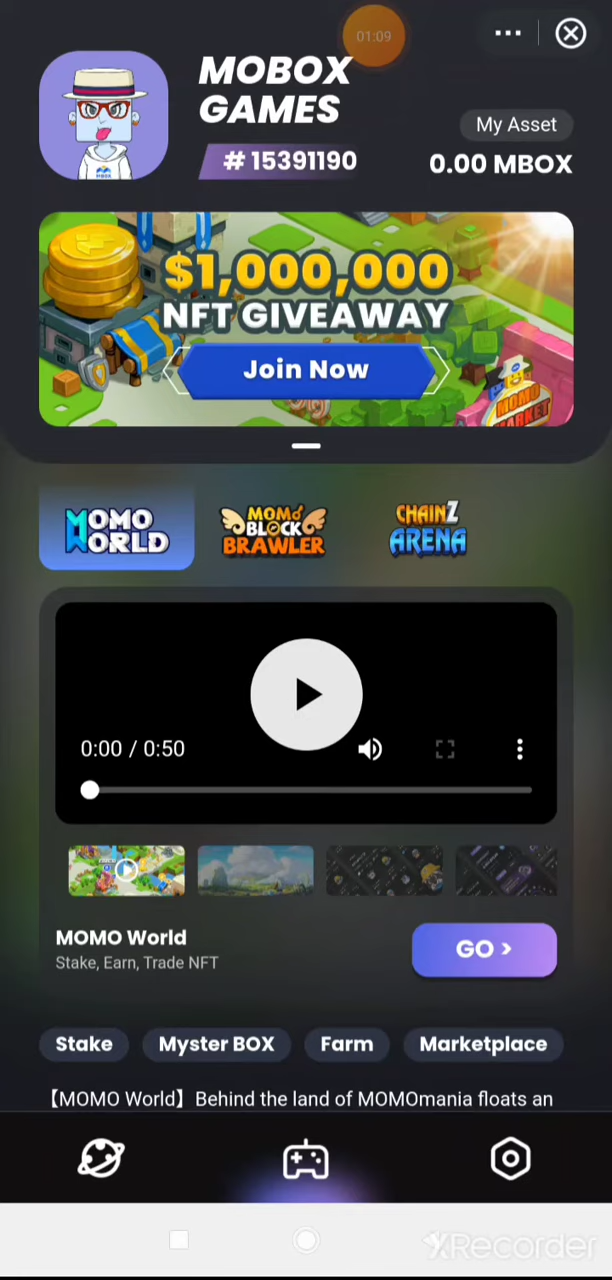 01:09
MOBOX
GAMES
# 15391190
My Asset
0.00 MBOX
$1,000,000
NFT GIVEAWAY
Join Now
MOMO
MARKET
MOMO
WORLD
MOMO
BLOCK
BRAWLER
CHAINZ
ARENA
0:00 / 0:50
MOMO World
Stake, Earn, Trade NFT
GO >
Stake
Myster BOX
Farm
Marketplace
【MOMO World】Behind the land of MOMOmania floats an
XRecorder